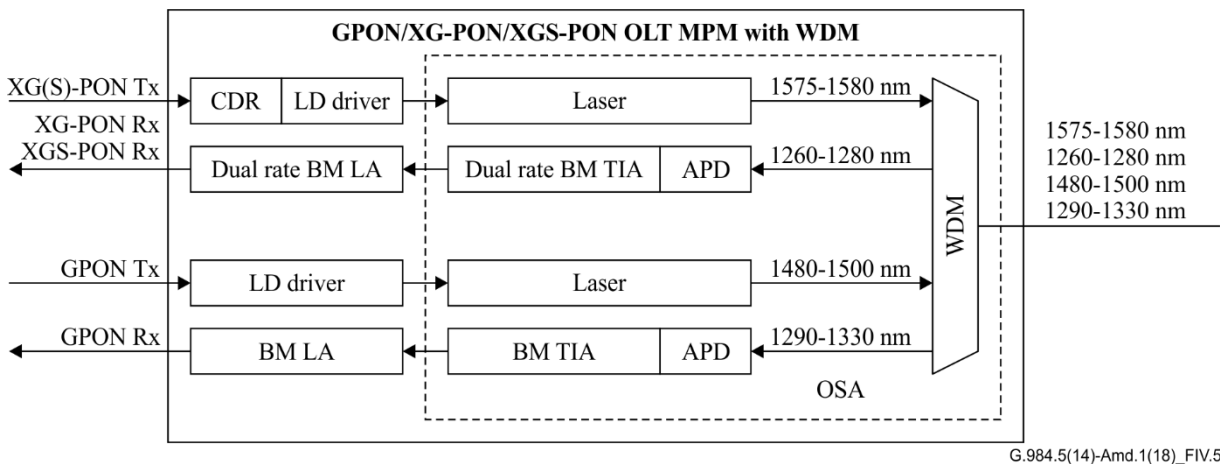 GPON/XG-PON/XGS-PON OLT MPM with WDM
XG(S)-PON Tx
CDR
LD driver
Laser
1575-1580 nm
XG-PON Rx
XGS-PON Rx
Dual rate BM LA
Dual rate BM TIA
APD
1260-1280 nm
GPON Tx
LD driver
Laser
1480-1500 nm
GPON Rx
BM LA
BM TIA
APD
1290-1330 nm
WDM
OSA
1575-1580 nm
1260-1280 nm
1480-1500 nm
1290-1330 nm
G.984.5(14)-Amd.1(18)_FIV.5